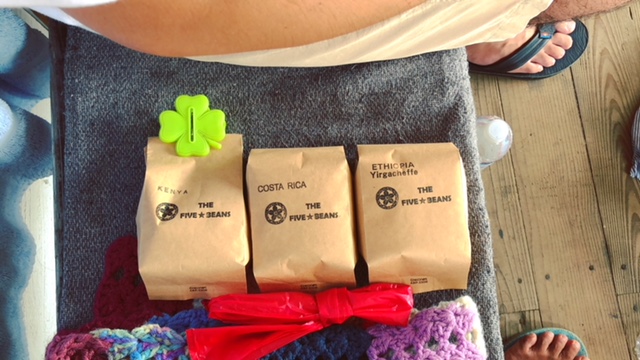 KENYA
THE
FIVE★BEANS
COSTA RICA
THE
FIVE★BEANS
ETHIOPIA
Yirgacheffe
THE
FIVE★BEANS